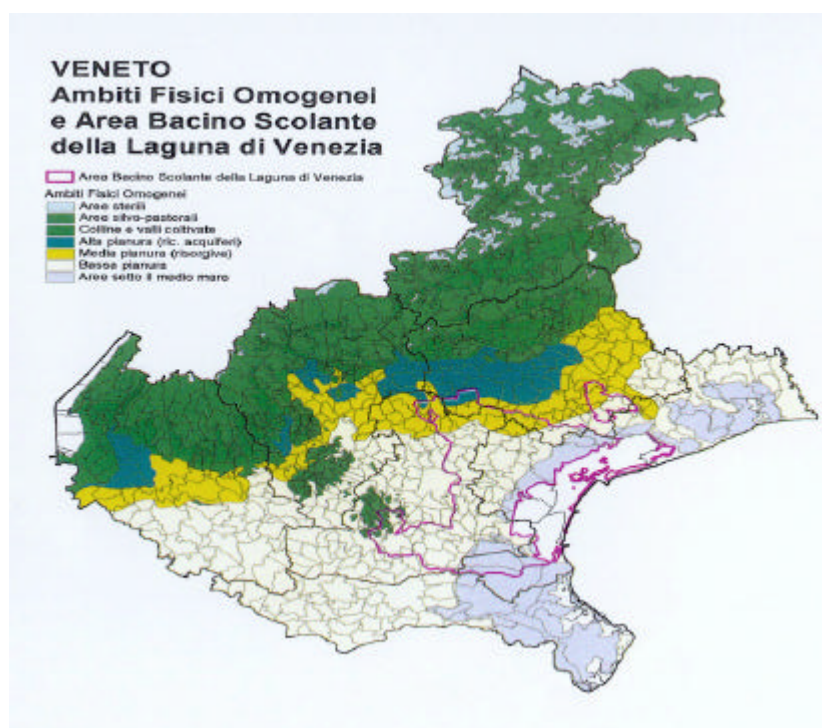 VENETO
Ambiti Fisici Omogenei
e Area Bacino Scolante
della Laguna di Venezia
Area Bacino Scolante della Laguna di Venezia
Ambiti Fisici Omogenei
Aree sterili
Aree silvo-pastorali
Colline e valli coltivate
Alta pianura (ric. acquiferi)
Media pianura (risorgive)
Bassa pianura
Aree sotto il medio mare